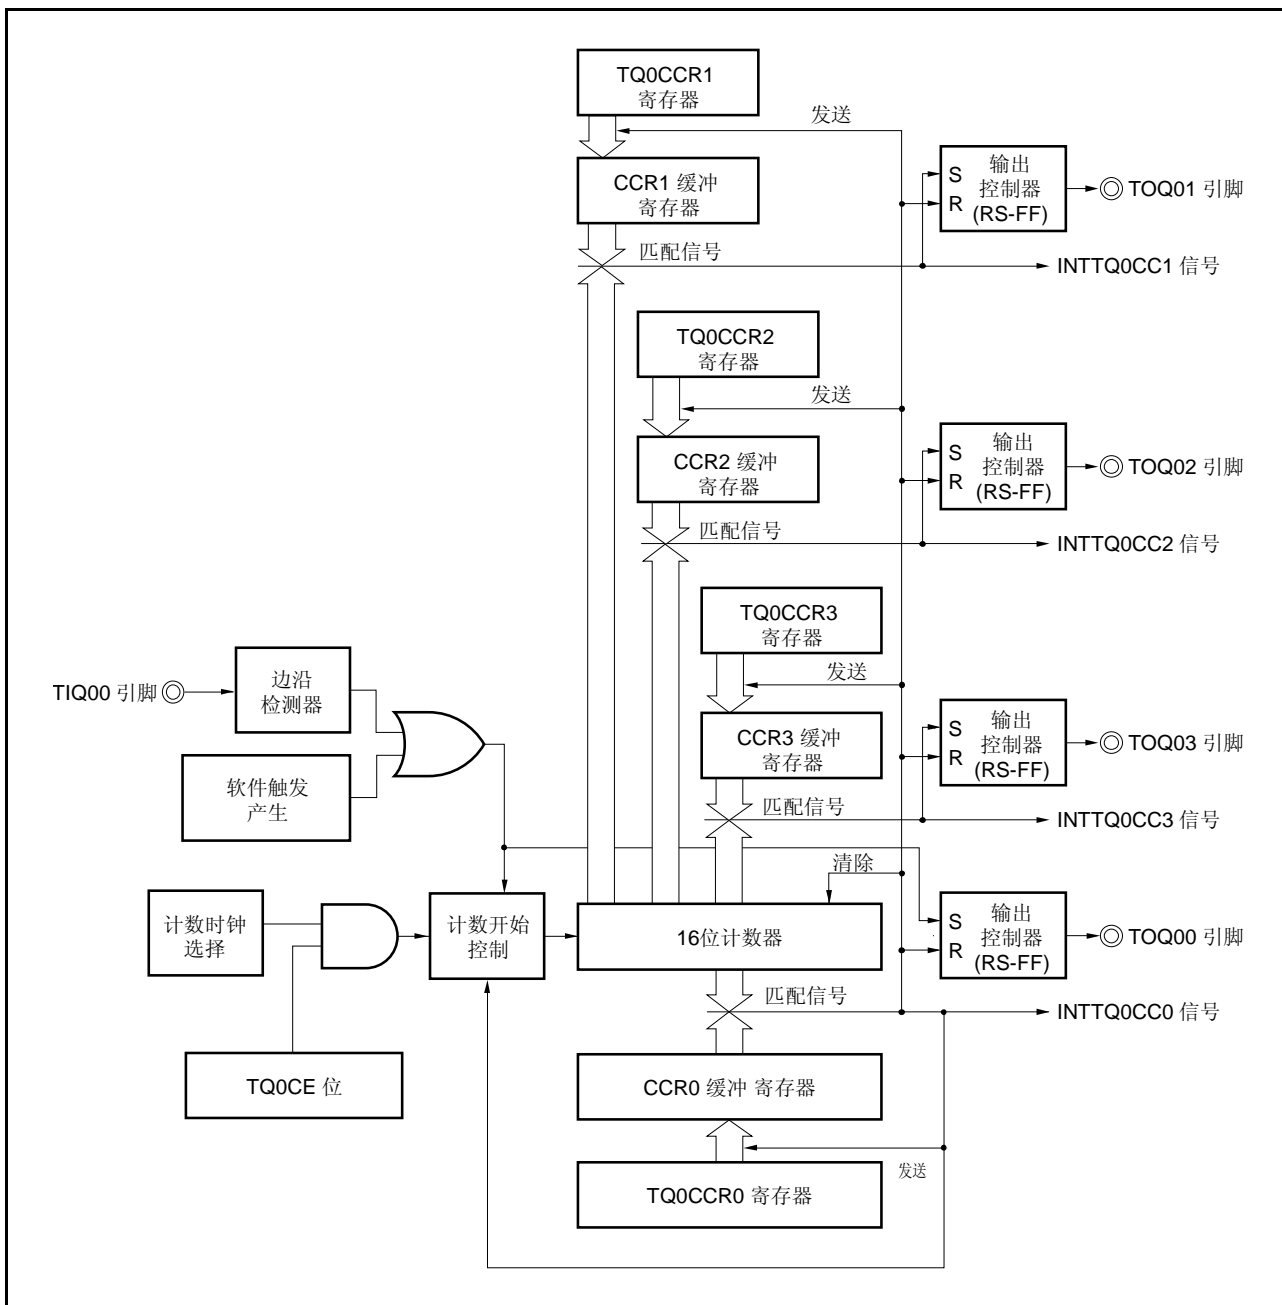 TQ0CCR1
寄存器
发送
CCR1 缓冲
寄存器
S
R
输出
控制器
(RS-FF)
TOQ01 引脚
匹配信号
INTTQ0CC1 信号
TQ0CCR2
寄存器
发送
CCR2 缓冲
寄存器
S
R
输出
控制器
(RS-FF)
TOQ02 引脚
匹配信号
INTTQ0CC2 信号
TQ0CCR3
寄存器
发送
TIQ00 引脚
边沿
检测器
CCR3 缓冲
寄存器
S
R
输出
控制器
(RS-FF)
TOQ03 引脚
软件触发
产生
匹配信号
INTTQ0CC3 信号
清除
计数时钟
选择
计数开始
控制
16位计数器
S
R
输出
控制器
(RS-FF)
TOQ00 引脚
匹配信号
INTTQ0CC0 信号
TQ0CE 位
CCR0 缓冲 寄存器
发送
TQ0CCR0 寄存器